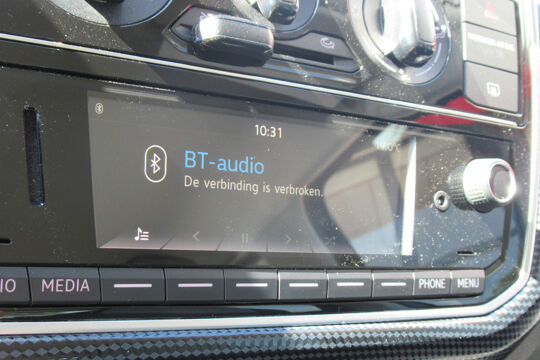 10:31
BT-audio
De verbinding is verbroken.
MEDIA
PHONE
MENU